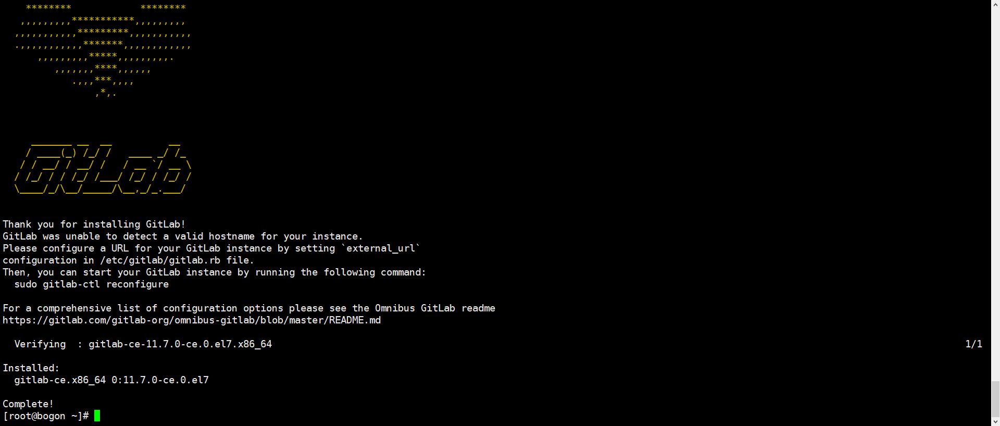 ********            ********
   ,,,,,,,,,***********,,,,,,,,,
  ,,,,,,,,,,,*********,,,,,,,,,,,
  .,,,,,,,,,,,*******,,,,,,,,,,,,
      ,,,,,,,,,*****,,,,,,,,,.
         ,,,,,,,****,,,,,,
            .,,,***,,,,
                ,*,.
     _______ __  __          __
    / ____(_) /_/ /   ____ _/ /_
   / / __/ / __/ /   / __ `/ __ \
  / /_/ / / /_/ /___/ /_/ / /_/ /
  \____/_/\__/_____/\__,_/_.___/
Thank you for installing GitLab!
GitLab was unable to detect a valid hostname for your instance.
Please configure a URL for your GitLab instance by setting `external_url`
configuration in /etc/gitlab/gitlab.rb file.
Then, you can start your GitLab instance by running the following command:
  sudo gitlab-ctl reconfigure
For a comprehensive list of configuration options please see the Omnibus GitLab readme
https://gitlab.com/gitlab-org/omnibus-gitlab/blob/master/README.md
  Verifying  : gitlab-ce-11.7.0-ce.0.el7.x86_64 1/1
Installed:
  gitlab-ce.x86_64 0:11.7.0-ce.0.el7
Complete!
[root@bogon ~]#